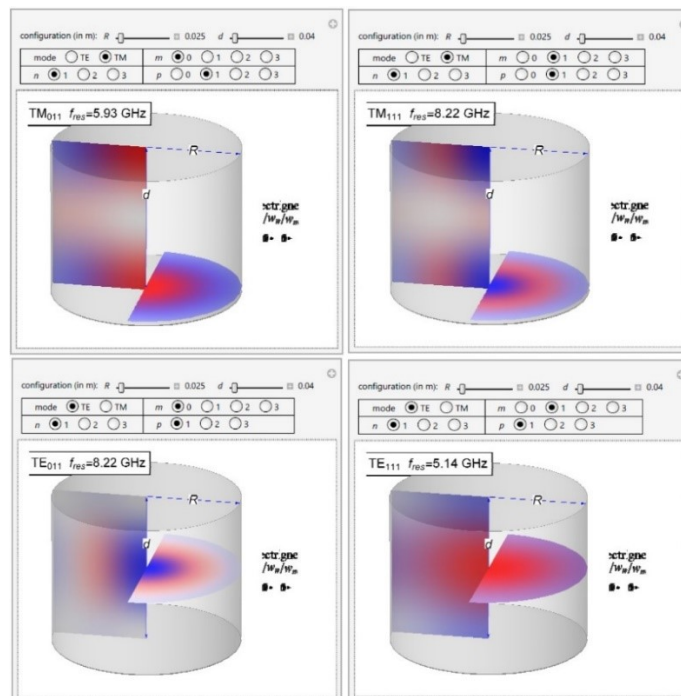 configuration (in m): R 0.025 d 0.04
mode TE TM m 0 1 2 3
n 1 2 3 p 0 1 2 3
TM011 fres=5.93 GHz
R
d
configuration (in m): R 0.025 d 0.04
mode TE TM m 0 1 2 3
n 1 2 3 p 0 1 2 3
TM111 fres=8.22 GHz
R
d
configuration (in m): R 0.025 d 0.04
mode TE TM m 0 1 2 3
n 1 2 3 p 1 2 3
TE011 fres=8.22 GHz
R
d
configuration (in m): R 0.025 d 0.04
mode TE TM m 0 1 2 3
n 1 2 3 p 1 2 3
TE111 fres=5.14 GHz
R
d